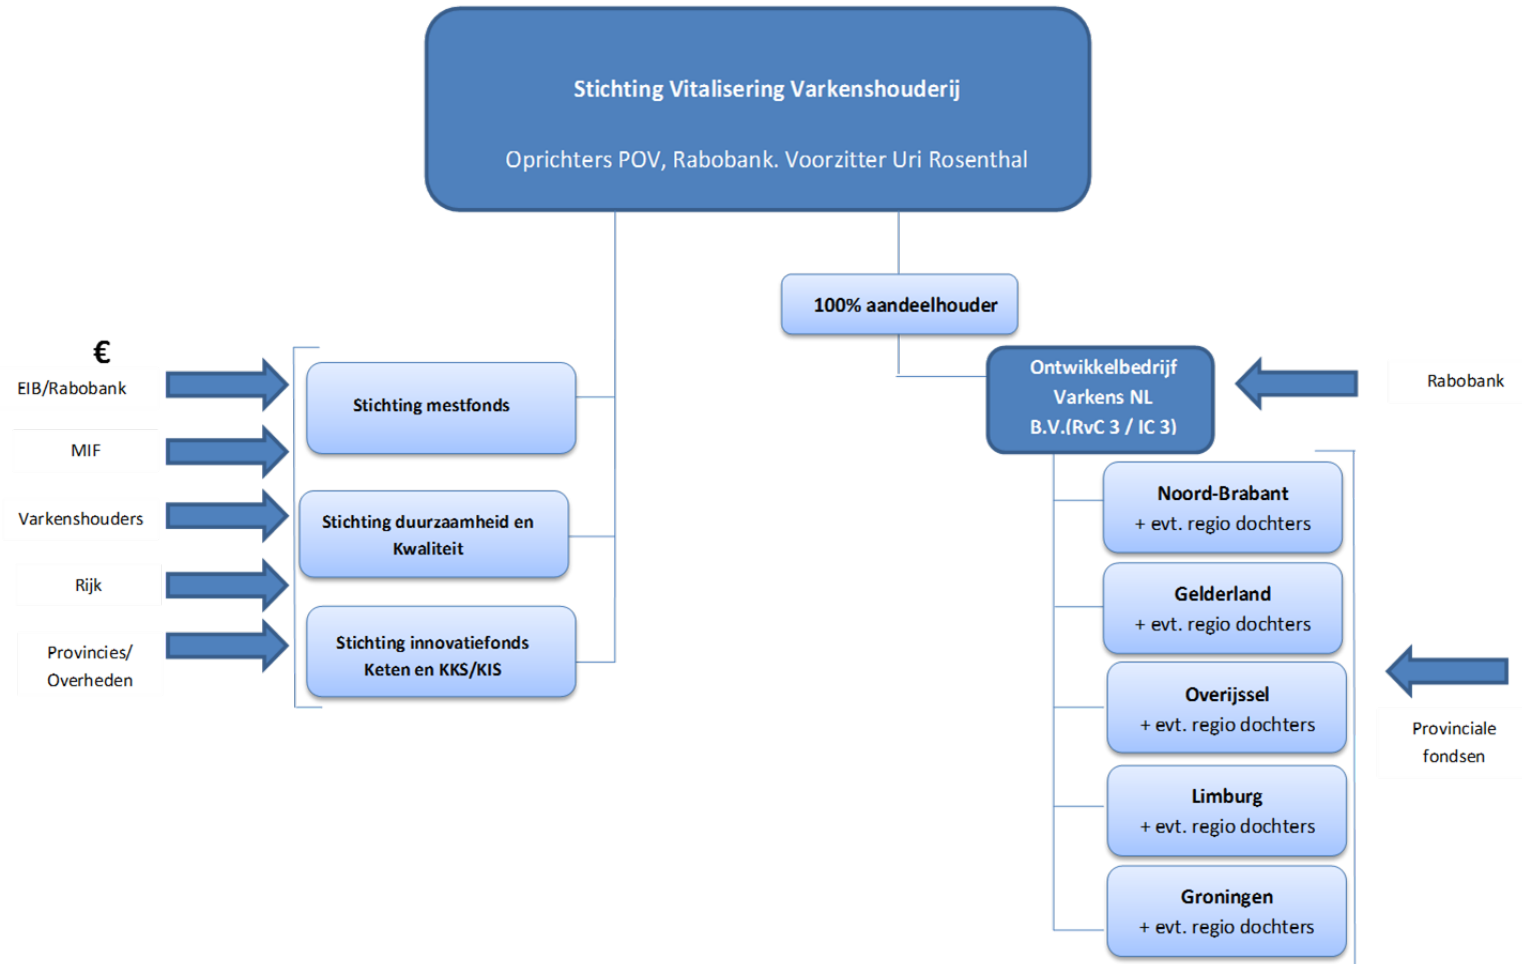 Stichting Vitalisering Varkenshouderij
Oprichters POV, Rabobank. Voorzitter Uri Rosenthal
100% aandeelhouder
€
EIB/Rabobank
MIF
Varkenshouders
Rijk
Provincies/
Overheden
Stichting mestfonds
Stichting duurzaamheid en
Kwaliteit
Stichting innovatiefonds
Keten en KKS/KIS
Ontwikkelbedrijf
Varkens NL
B.V.(RvC 3 / IC 3)
Rabobank
Noord-Brabant
+ evt. regio dochters
Gelderland
+ evt. regio dochters
Overijssel
+ evt. regio dochters
Limburg
+ evt. regio dochters
Groningen
+ evt. regio dochters
Provinciale
fondsen